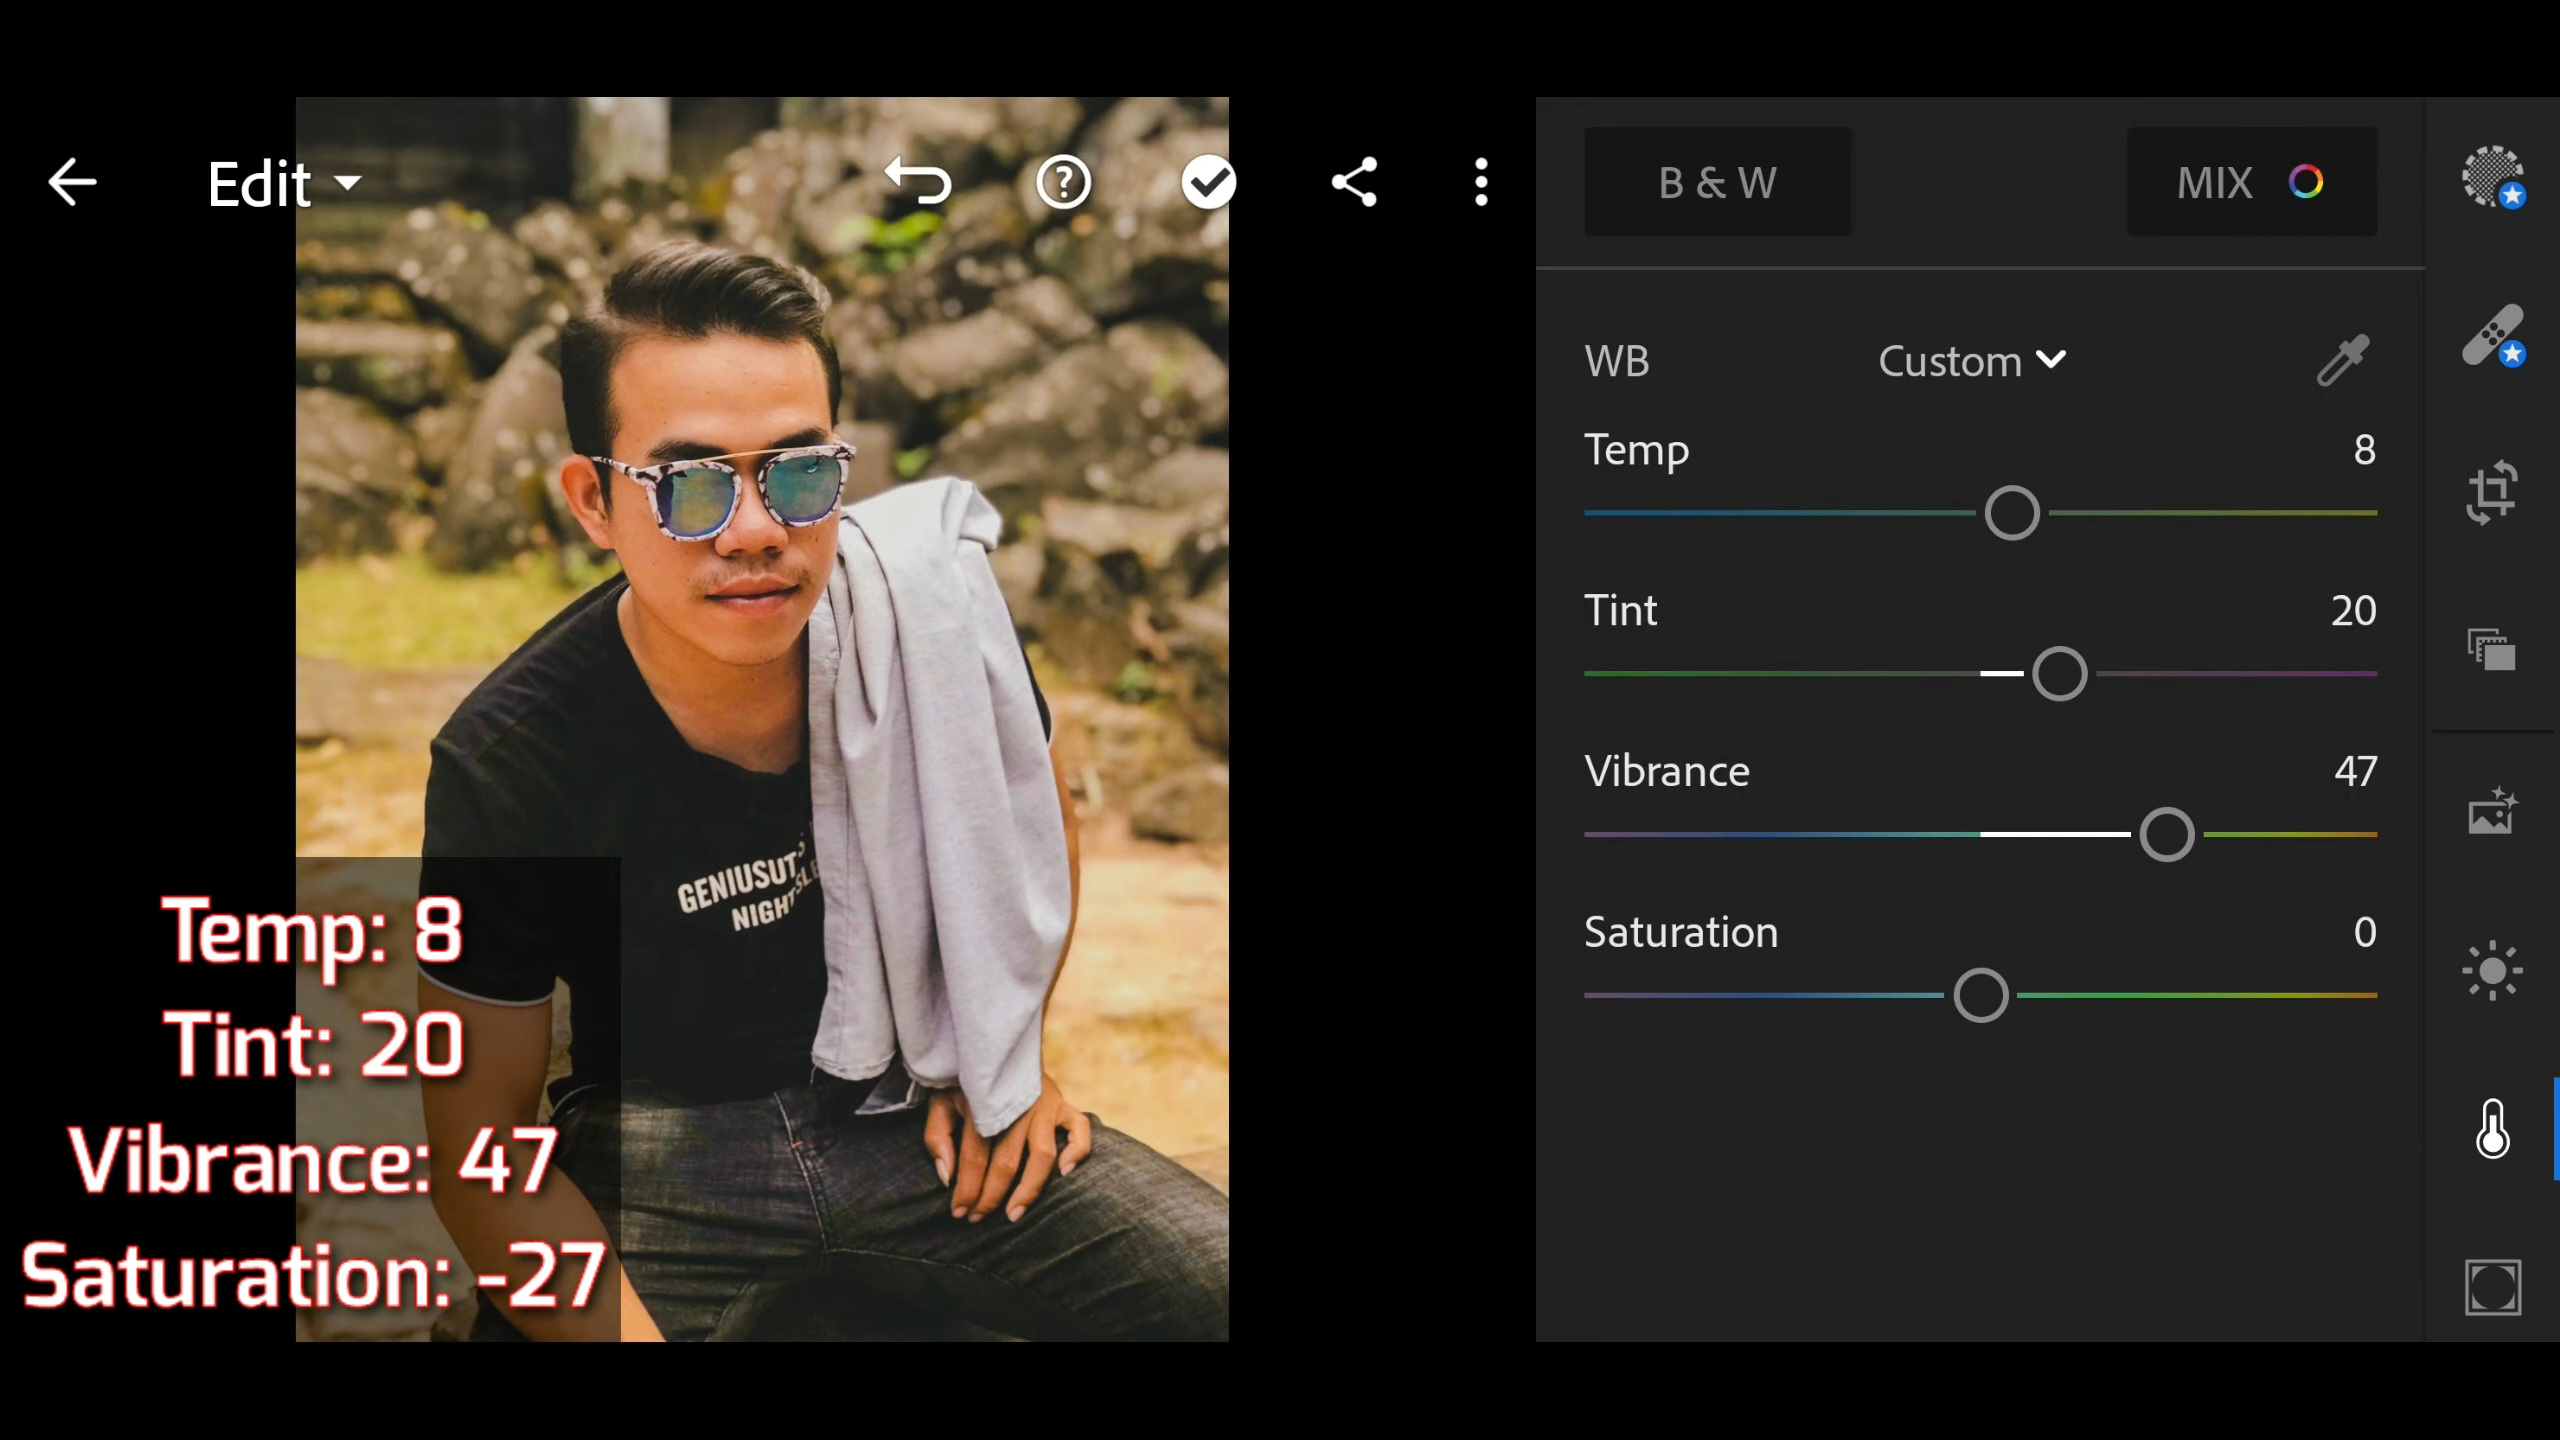 Edit
B & W
MIX
WB
Custom
Temp
8
Tint
20
Vibrance
47
Saturation
0
GENIUSUT
NIGHT
Temp: 8
Tint: 20
Vibrance: 47
Saturation: -27